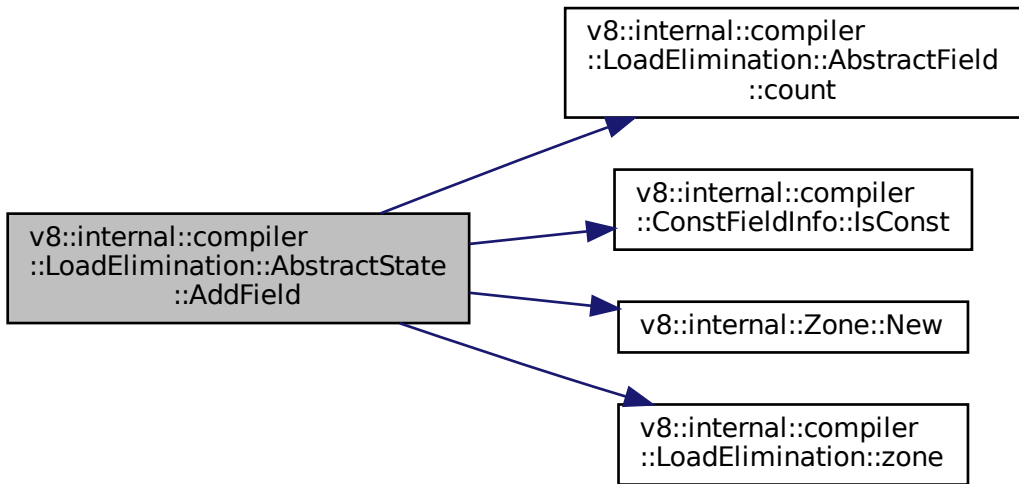 v8::internal::compiler
::LoadElimination::AbstractField
::count
v8::internal::compiler
::ConstFieldInfo::IsConst
v8::internal::compiler
::LoadElimination::AbstractState
::AddField
v8::internal::Zone::New
v8::internal::compiler
::LoadElimination::zone